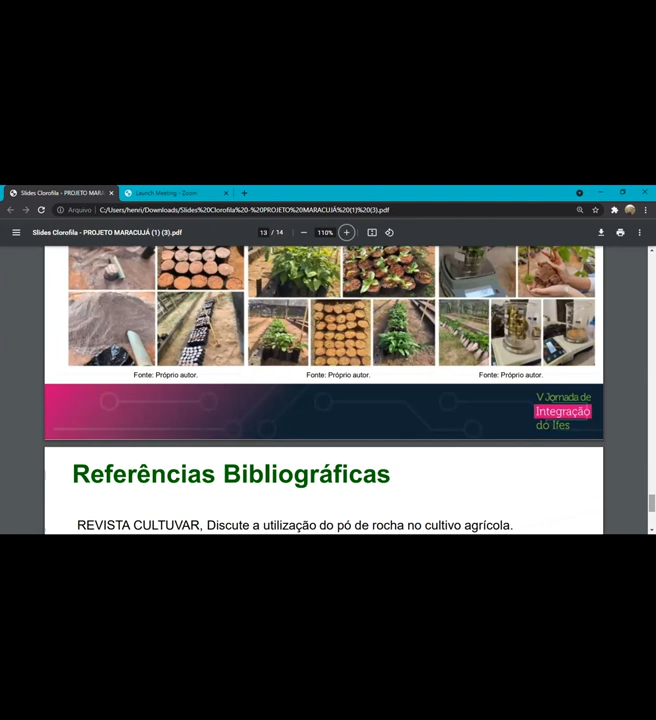 Slides Clorofila - PROJETO MARA
Launch Meeting - Zoom
Arquivo | C:/Users/henri/Downloads/Slides%20Clorofila%20-%20PROJETO%20MARACUJÁ%20(1)%20(3).pdf
Slides Clorofila - PROJETO MARACUJÁ (1) (3).pdf
13 / 14
110%
Fonte: Próprio autor.
Fonte: Próprio autor.
Fonte: Próprio autor.
V Jornada de
Integração
do Ifes
Referências Bibliográficas
REVISTA CULTUVAR, Discute a utilização do pó de rocha no cultivo agrícola.